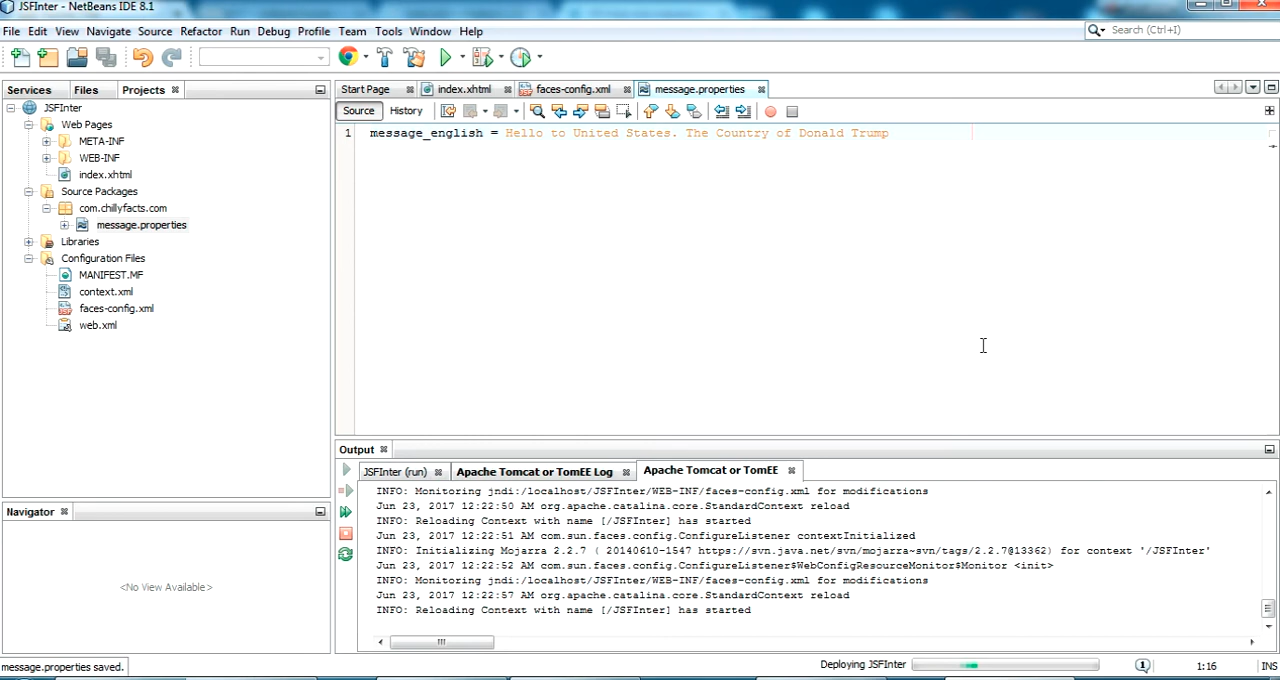 JSFInter - NetBeans IDE 8.1
File Edit View Navigate Source Refactor Run Debug Profile Team Tools Window Help
Search (Ctrl+I)
Services Files Projects
Start Page index.xhtml faces-config.xml message.properties
Source History
JSFInter
Web Pages
META-INF
WEB-INF
index.xhtml
Source Packages
com.chillyfacts.com
message.properties
Libraries
Configuration Files
MANIFEST.MF
context.xml
faces-config.xml
web.xml
1 message_english = Hello to United States. The Country of Donald Trump
Navigator
<No View Available>
Output
JSFInter (run) Apache Tomcat or TomEE Log Apache Tomcat or TomEE
INFO: Monitoring jndi:/localhost/JSFInter/WEB-INF/faces-config.xml for modifications
Jun 23, 2017 12:22:50 AM org.apache.catalina.core.StandardContext reload
INFO: Reloading Context with name [/JSFInter] has started
Jun 23, 2017 12:22:51 AM com.sun.faces.config.ConfigureListener contextInitialized
INFO: Initializing Mojarra 2.2.7 ( 20140610-1547 https://svn.java.net/svn/mojarra~svn/tags/2.2.7@13362) for context '/JSFInter'
Jun 23, 2017 12:22:52 AM com.sun.faces.config.ConfigureListener$WebConfigResourceMonitor$Monitor <init>
INFO: Monitoring jndi:/localhost/JSFInter/WEB-INF/faces-config.xml for modifications
Jun 23, 2017 12:22:57 AM org.apache.catalina.core.StandardContext reload
INFO: Reloading Context with name [/JSFInter] has started
message.properties saved.
Deploying JSFInter
1
1:16
INS